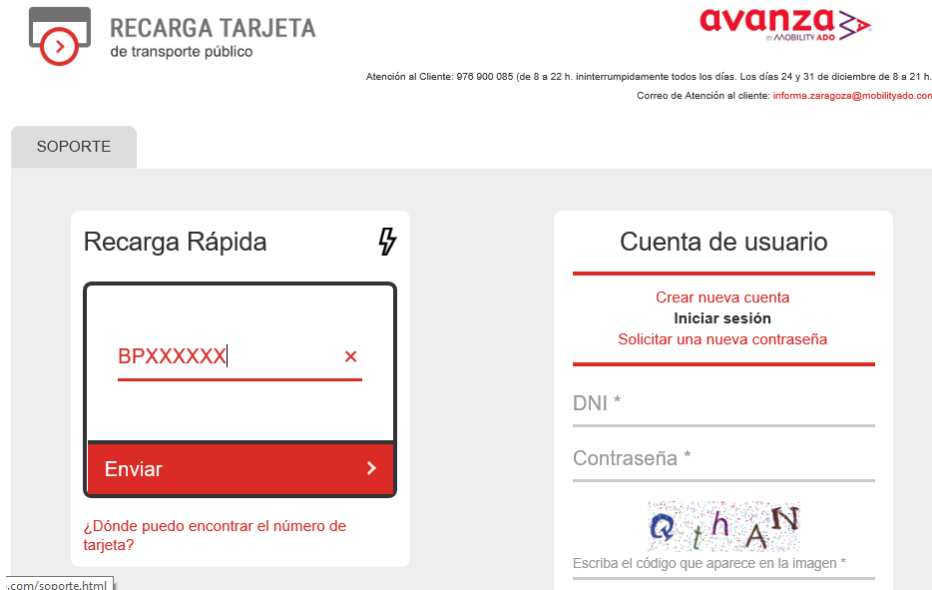 RECARGA TARJETA
de transporte público
avanza
BY MOBILITY ADO
Atención al Cliente: 976 900 085 (de 8 a 22 h. ininterrumpidamente todos los días. Los días 24 y 31 de diciembre de 8 a 21 h.
Correo de Atención al cliente: informa.zaragoza@mobilityado.com
SOPORTE
Recarga Rápida
BPXXXXXX
×
Enviar
¿Dónde puedo encontrar el número de
tarjeta?
Cuenta de usuario
Crear nueva cuenta
Iniciar sesión
Solicitar una nueva contraseña
DNI *
Contraseña *
Q t h A N
Escriba el código que aparece en la imagen *
.com/soporte.html